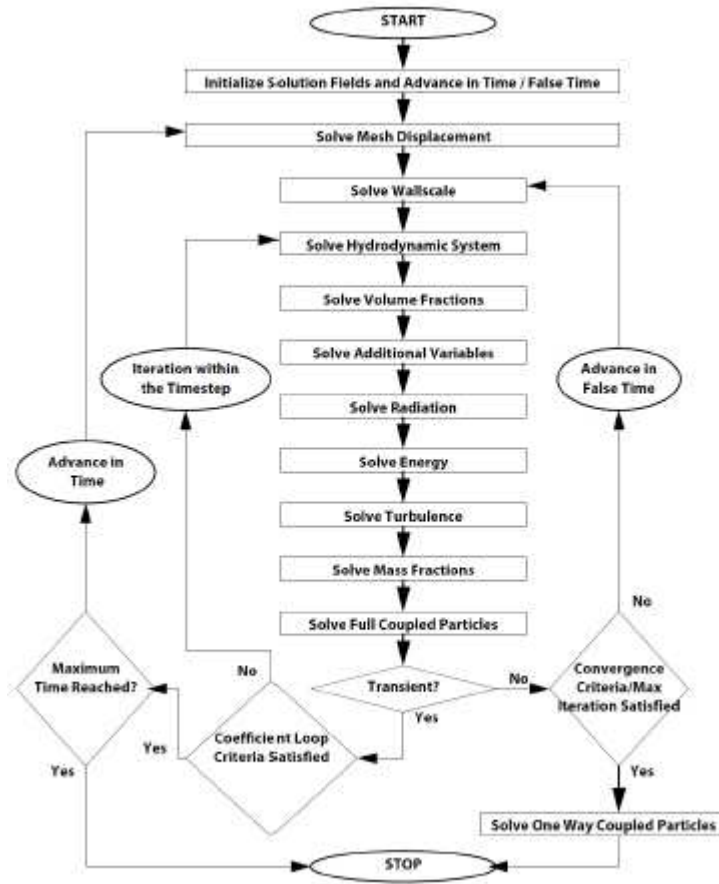 START
Initialize Solution Fields and Advance in Time / False Time
Solve Mesh Displacement
Solve Wallscale
Solve Hydrodynamic System
Solve Volume Fractions
Iteration within
the Timestep
Solve Additional Variables
Advance in
False Time
Solve Radiation
Advance in
Time
Solve Energy
Solve Turbulence
Solve Mass Fractions
No
Solve Full Coupled Particles
Maximum
Time Reached?
No
Transient?
No
Convergence
Criteria/Max
Iteration Satisfied
Yes
Coefficient Loop
Criteria Satisfied
Yes
Yes
Yes
Solve One Way Coupled Particles
STOP